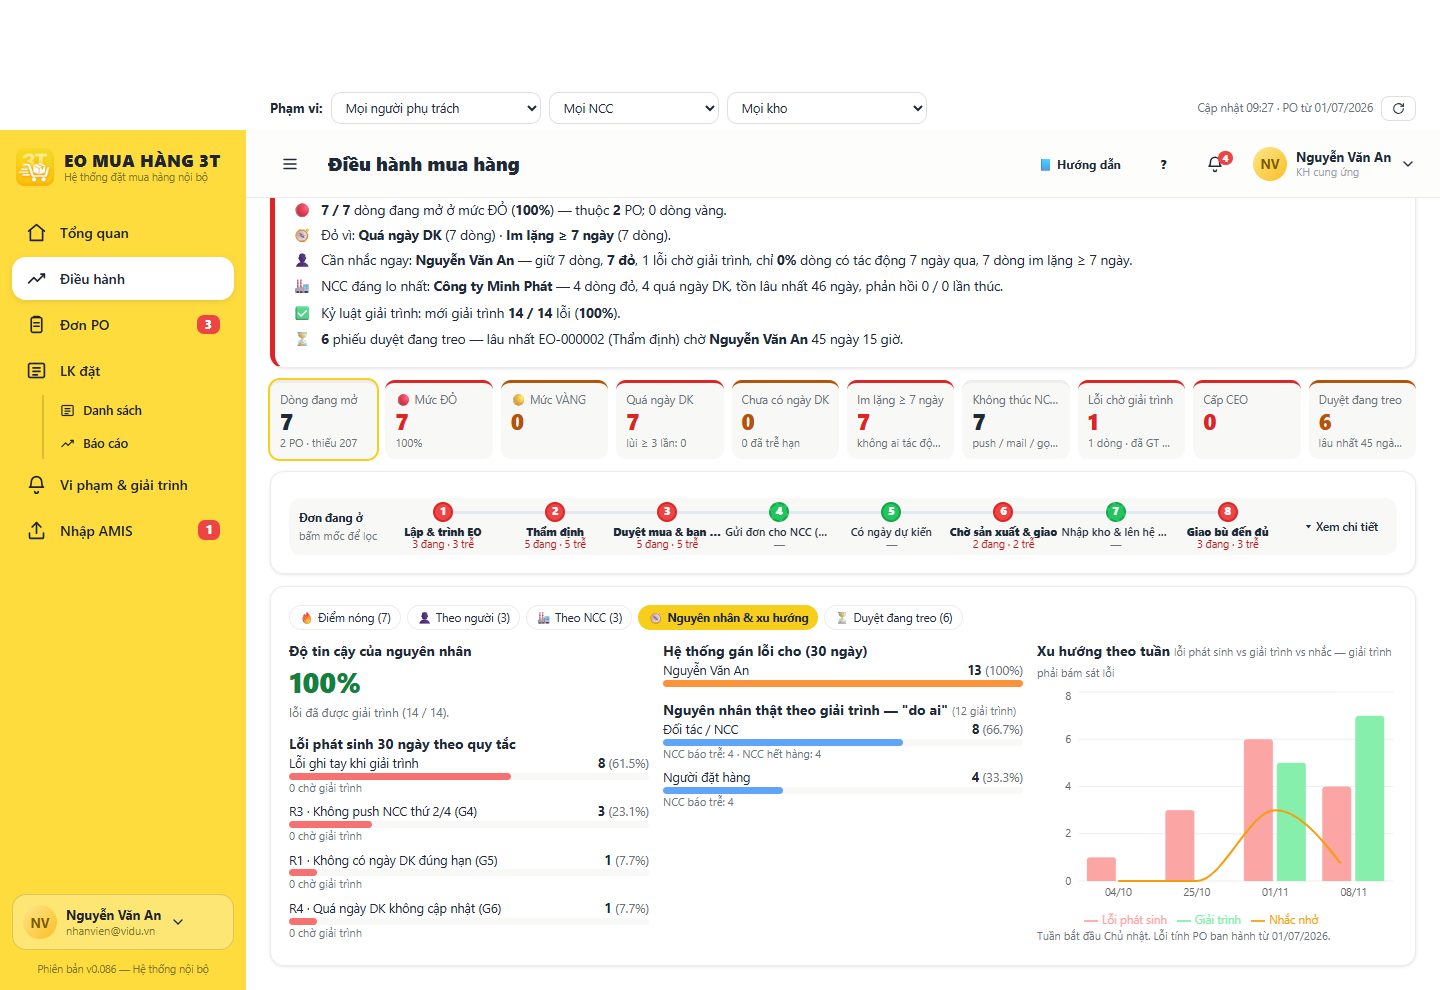 Phạm vi: Mọi người phụ trách Mọi NCC Mọi kho Cập nhật 09:27 · PO từ 01/07/2026
3T EO MUA HÀNG 3T
Hệ thống đặt mua hàng nội bộ
Điều hành mua hàng
Hướng dẫn ? 4 NV Nguyễn Văn An
KH cung ứng
Tổng quan
Điều hành
Đơn PO 3
LK đặt
Danh sách
Báo cáo
Vi phạm & giải trình
Nhập AMIS 1
NV Nguyễn Văn An
nhanvien@vidu.vn
Phiên bản v0.086 — Hệ thống nội bộ
7 / 7 dòng đang mở ở mức ĐỎ (100%) — thuộc 2 PO; 0 dòng vàng.
Đỏ vì: Quá ngày DK (7 dòng) · Im lặng ≥ 7 ngày (7 dòng).
Cần nhắc ngay: Nguyễn Văn An — giữ 7 dòng, 7 đỏ, 1 lỗi chờ giải trình, chỉ 0% dòng có tác động 7 ngày qua, 7 dòng im lặng ≥ 7 ngày.
NCC đáng lo nhất: Công ty Minh Phát — 4 dòng đỏ, 4 quá ngày DK, tồn lâu nhất 46 ngày, phản hồi 0 / 0 lần thúc.
Kỷ luật giải trình: mới giải trình 14 / 14 lỗi (100%).
6 phiếu duyệt đang treo — lâu nhất EO-000002 (Thẩm định) chờ Nguyễn Văn An 45 ngày 15 giờ.
Dòng đang mở
7
2 PO · thiếu 207
Mức ĐỎ
7
100%
Mức VÀNG
0
Quá ngày DK
7
lùi ≥ 3 lần: 0
Chưa có ngày DK
0
0 đã trễ hạn
Im lặng ≥ 7 ngày
7
không ai tác độ...
Không thúc NC...
7
push / mail / gọ...
Lỗi chờ giải trình
1
1 dòng · đã GT ...
Cấp CEO
0
Duyệt đang treo
6
lâu nhất 45 ngà...
Đơn đang ở
bấm mốc để lọc
1
Lập & trình EO
3 đang · 3 trễ
2
Thẩm định
5 đang · 5 trễ
3
Duyệt mua & ban ...
5 đang · 5 trễ
4
Gửi đơn cho NCC (...
—
5
Có ngày dự kiến
—
6
Chờ sản xuất & giao
2 đang · 2 trễ
7
Nhập kho & lên hệ ...
—
8
Giao bù đến đủ
3 đang · 3 trễ
Xem chi tiết
Điểm nóng (7) Theo người (3) Theo NCC (3) Nguyên nhân & xu hướng Duyệt đang treo (6)
Độ tin cậy của nguyên nhân
100%
lỗi đã được giải trình (14 / 14).
Lỗi phát sinh 30 ngày theo quy tắc
Lỗi ghi tay khi giải trình 8 (61.5%)
0 chờ giải trình
R3 · Không push NCC thứ 2/4 (G4) 3 (23.1%)
0 chờ giải trình
R1 · Không có ngày DK đúng hạn (G5) 1 (7.7%)
0 chờ giải trình
R4 · Quá ngày DK không cập nhật (G6) 1 (7.7%)
0 chờ giải trình
Hệ thống gán lỗi cho (30 ngày)
Nguyễn Văn An 13 (100%)
Nguyên nhân thật theo giải trình — "do ai" (12 giải trình)
Đối tác / NCC 8 (66.7%)
NCC báo trễ: 4 · NCC hết hàng: 4
Người đặt hàng 4 (33.3%)
NCC báo trễ: 4
Xu hướng theo tuần lỗi phát sinh vs giải trình vs nhắc — giải trình
phải bám sát lỗi
8
6
4
2
0
04/10 25/10 01/11 08/11
Lỗi phát sinh Giải trình Nhắc nhở
Tuần bắt đầu Chủ nhật. Lỗi tính PO ban hành từ 01/07/2026.